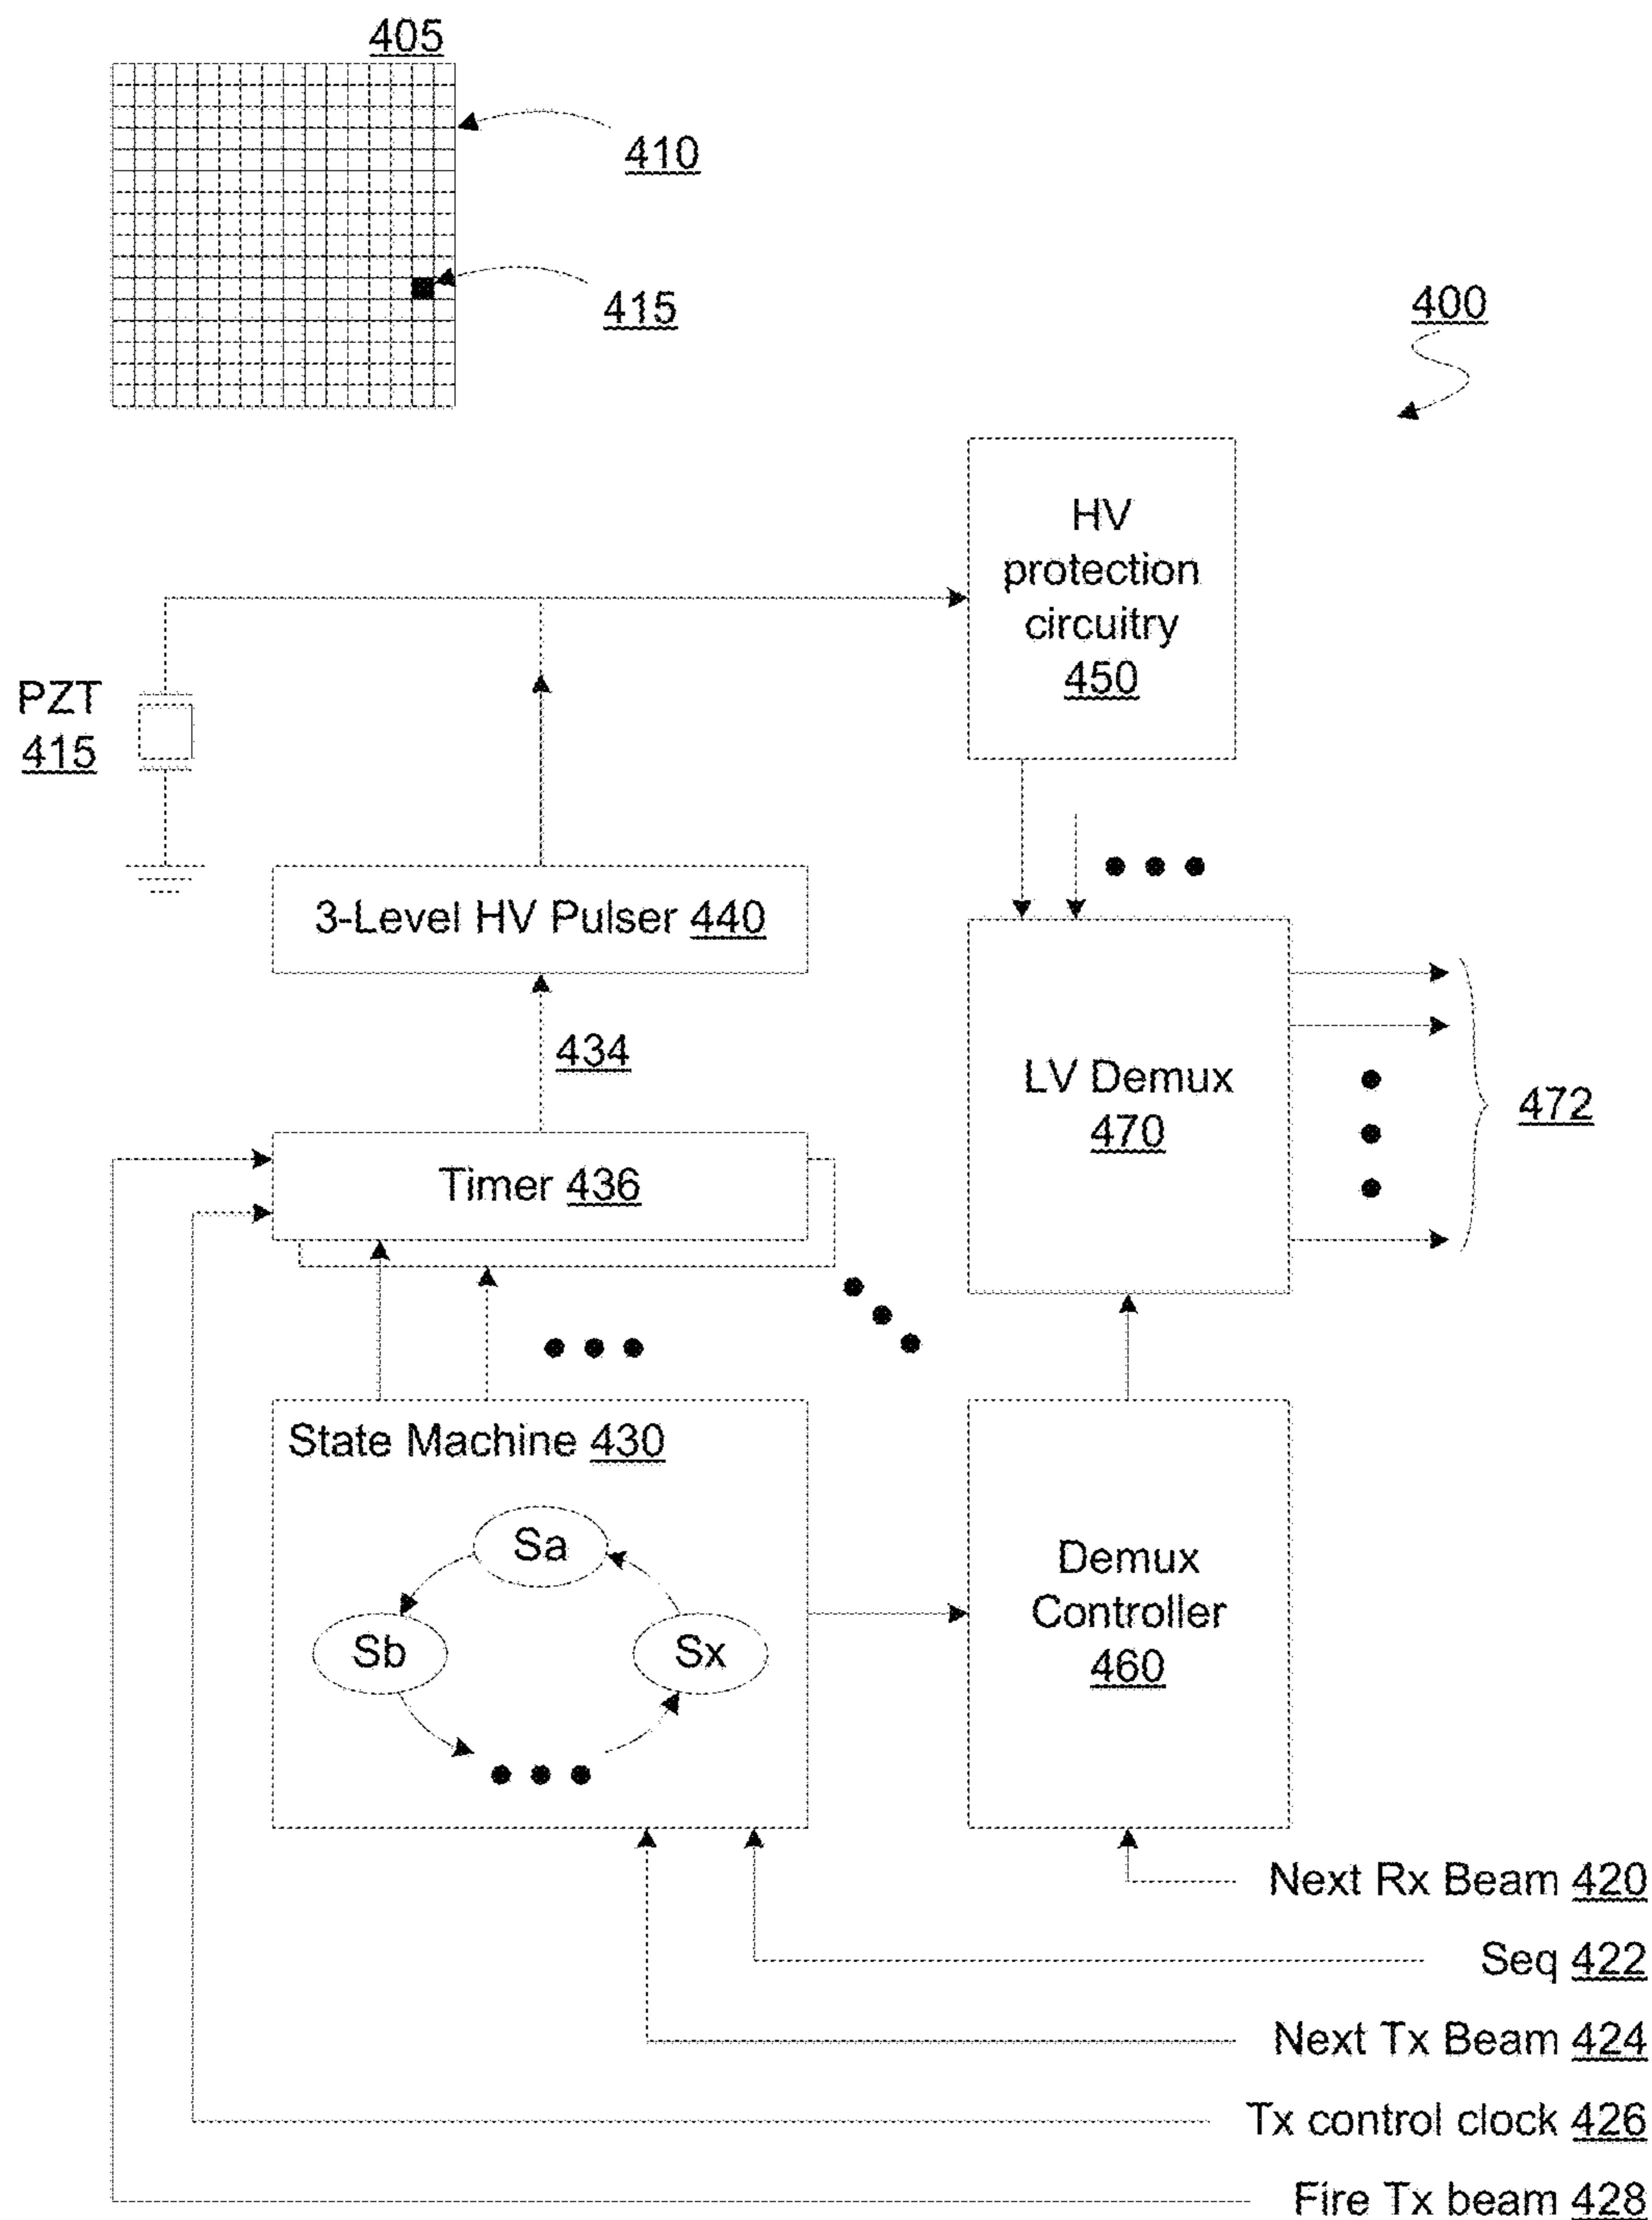 405
410
415
400
HV
protection
circuitry
450
PZT
415
3-Level HV Pulser 440
434
LV Demux
470
472
Timer 436
State Machine 430
Sa
Sb
Sx
Demux
Controller
460
Next Rx Beam 420
Seq 422
Next Tx Beam 424
Tx control clock 426
Fire Tx beam 428